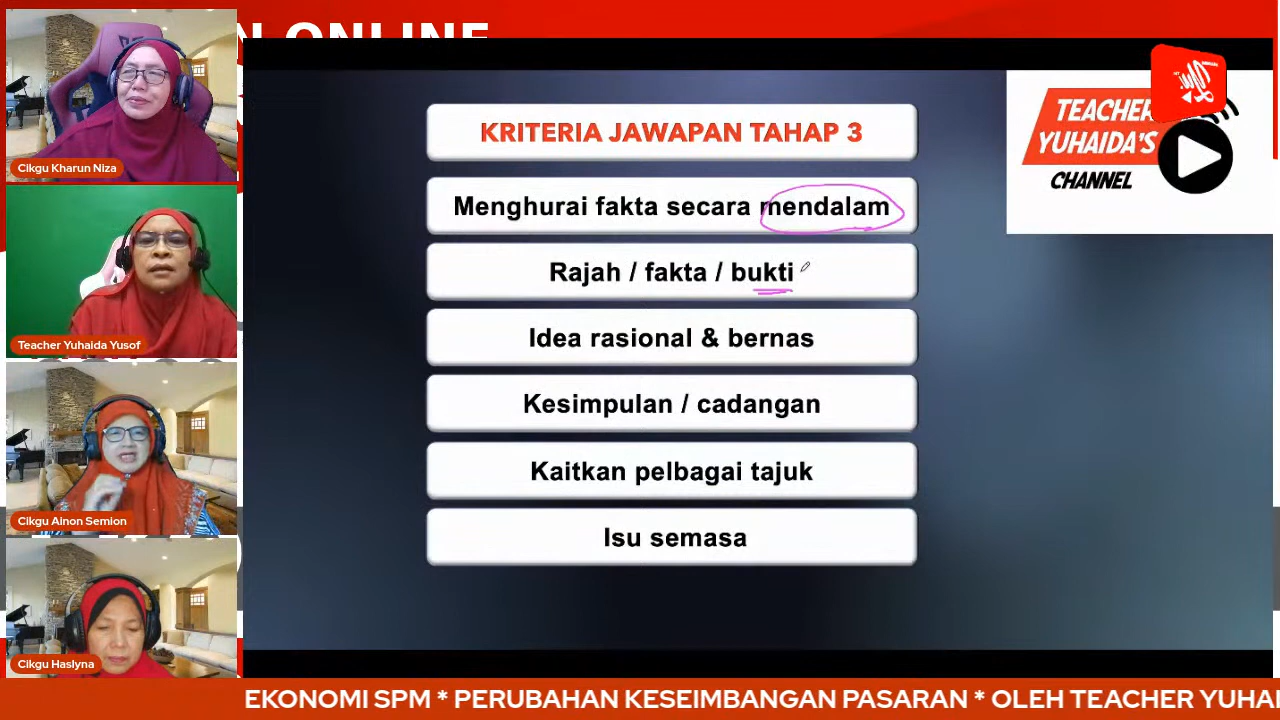 N ONLINE
KRITERIA JAWAPAN TAHAP 3
Menghurai fakta secara mendalam
Rajah / fakta / bukti
Idea rasional & bernas
Kesimpulan / cadangan
Kaitkan pelbagai tajuk
Isu semasa
TEACHER
YUHAIDA'S
CHANNEL
Cikgu Kharun Niza
Teacher Yuhaida Yusof
Cikgu Ainon Semion
Cikgu Haslyna
EKONOMI SPM * PERUBAHAN KESEIMBANGAN PASARAN * OLEH TEACHER YUHAI